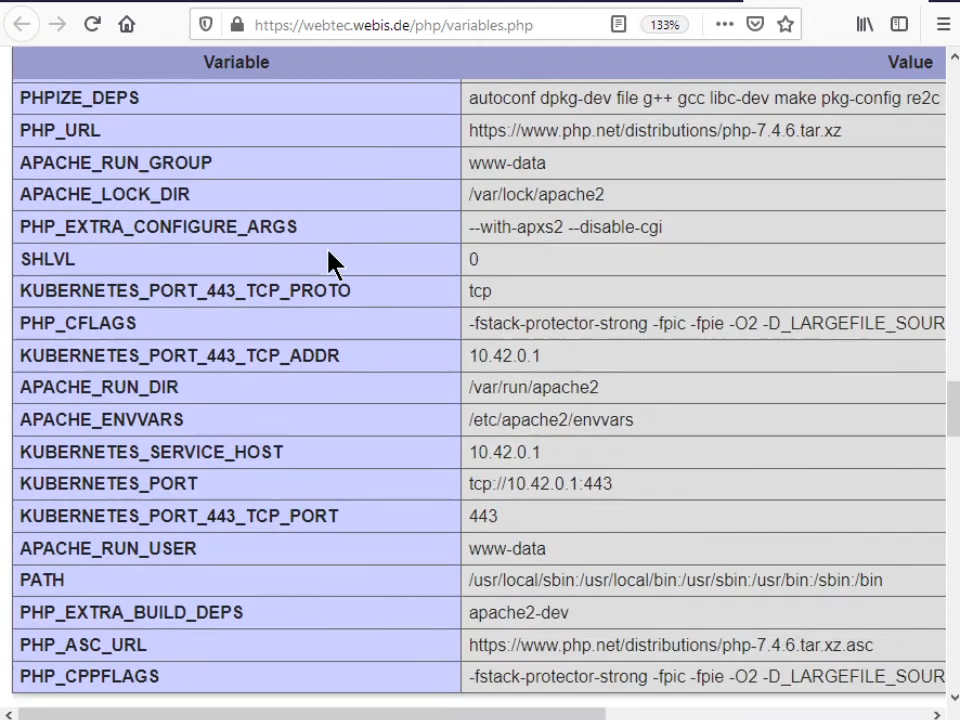 https://webtec.webis.de/php/variables.php 133%
Variable Value
PHPIZE_DEPS autoconf dpkg-dev file g++ gcc libc-dev make pkg-config re2c
PHP_URL https://www.php.net/distributions/php-7.4.6.tar.xz
APACHE_RUN_GROUP www-data
APACHE_LOCK_DIR /var/lock/apache2
PHP_EXTRA_CONFIGURE_ARGS --with-apxs2 --disable-cgi
SHLVL 0
KUBERNETES_PORT_443_TCP_PROTO tcp
PHP_CFLAGS -fstack-protector-strong -fpic -fpie -O2 -D_LARGEFILE_SOUR
KUBERNETES_PORT_443_TCP_ADDR 10.42.0.1
APACHE_RUN_DIR /var/run/apache2
APACHE_ENVVARS /etc/apache2/envvars
KUBERNETES_SERVICE_HOST 10.42.0.1
KUBERNETES_PORT tcp://10.42.0.1:443
KUBERNETES_PORT_443_TCP_PORT 443
APACHE_RUN_USER www-data
PATH /usr/local/sbin:/usr/local/bin:/usr/sbin:/usr/bin:/sbin:/bin
PHP_EXTRA_BUILD_DEPS apache2-dev
PHP_ASC_URL https://www.php.net/distributions/php-7.4.6.tar.xz.asc
PHP_CPPFLAGS -fstack-protector-strong -fpic -fpie -O2 -D_LARGEFILE_SOUR